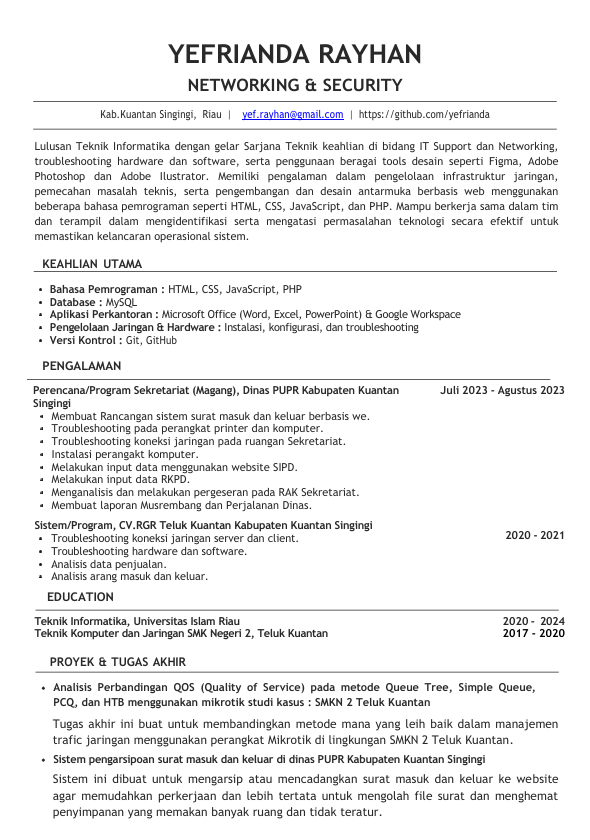 YEFRIANDA RAYHAN
NETWORKING & SECURITY
Kab.Kuantan Singingi, Riau | yef.rayhan@gmail.com | https://github.com/yefrianda
Lulusan Teknik Informatika dengan gelar Sarjana Teknik keahlian di bidang IT Support dan Networking,
troubleshooting hardware dan software, serta penggunaan beragai tools desain seperti Figma, Adobe
Photoshop dan Adobe Ilustrator. Memiliki pengalaman dalam pengelolaan infrastruktur jaringan,
pemecahan masalah teknis, serta pengembangan dan desain antarmuka berbasis web menggunakan
beberapa bahasa pemrograman seperti HTML, CSS, JavaScript, dan PHP. Mampu berkerja sama dalam tim
dan terampil dalam mengidentifikasi serta mengatasi permasalahan teknologi secara efektif untuk
memastikan kelancaran operasional sistem.
KEAHLIAN UTAMA
• Bahasa Pemrograman : HTML, CSS, JavaScript, PHP
• Database : MySQL
• Aplikasi Perkantoran : Microsoft Office (Word, Excel, PowerPoint) & Google Workspace
• Pengelolaan Jaringan & Hardware : Instalasi, konfigurasi, dan troubleshooting
• Versi Kontrol : Git, GitHub
PENGALAMAN
Perencana/Program Sekretariat (Magang), Dinas PUPR Kabupaten Kuantan Juli 2023 - Agustus 2023
Singingi
• Membuat Rancangan sistem surat masuk dan keluar berbasis we.
• Troubleshooting pada perangkat printer dan komputer.
• Troubleshooting koneksi jaringan pada ruangan Sekretariat.
• Instalasi perangakt komputer.
• Melakukan input data menggunakan website SIPD.
• Melakukan input data RKPD.
• Menganalisis dan melakukan pergeseran pada RAK Sekretariat.
• Membuat laporan Musrembang dan Perjalanan Dinas.
Sistem/Program, CV.RGR Teluk Kuantan Kabupaten Kuantan Singingi
2020 - 2021
• Troubleshooting koneksi jaringan server dan client.
• Troubleshooting hardware dan software.
• Analisis data penjualan.
• Analisis arang masuk dan keluar.
EDUCATION
Teknik Informatika, Universitas Islam Riau 2020 - 2024
Teknik Komputer dan Jaringan SMK Negeri 2, Teluk Kuantan 2017 - 2020
PROYEK & TUGAS AKHIR
• Analisis Perbandingan QOS (Quality of Service) pada metode Queue Tree, Simple Queue,
PCQ, dan HTB menggunakan mikrotik studi kasus : SMKN 2 Teluk Kuantan
Tugas akhir ini buat untuk membandingkan metode mana yang leih baik dalam manajemen
trafic jaringan menggunakan perangkat Mikrotik di lingkungan SMKN 2 Teluk Kuantan.
• Sistem pengarsipoan surat masuk dan keluar di dinas PUPR Kabupaten Kuantan Singingi
Sistem ini dibuat untuk mengarsip atau mencadangkan surat masuk dan keluar ke website
agar memudahkan perkerjaan dan lebih tertata untuk mengolah file surat dan menghemat
penyimpanan yang memakan banyak ruang dan tidak teratur.